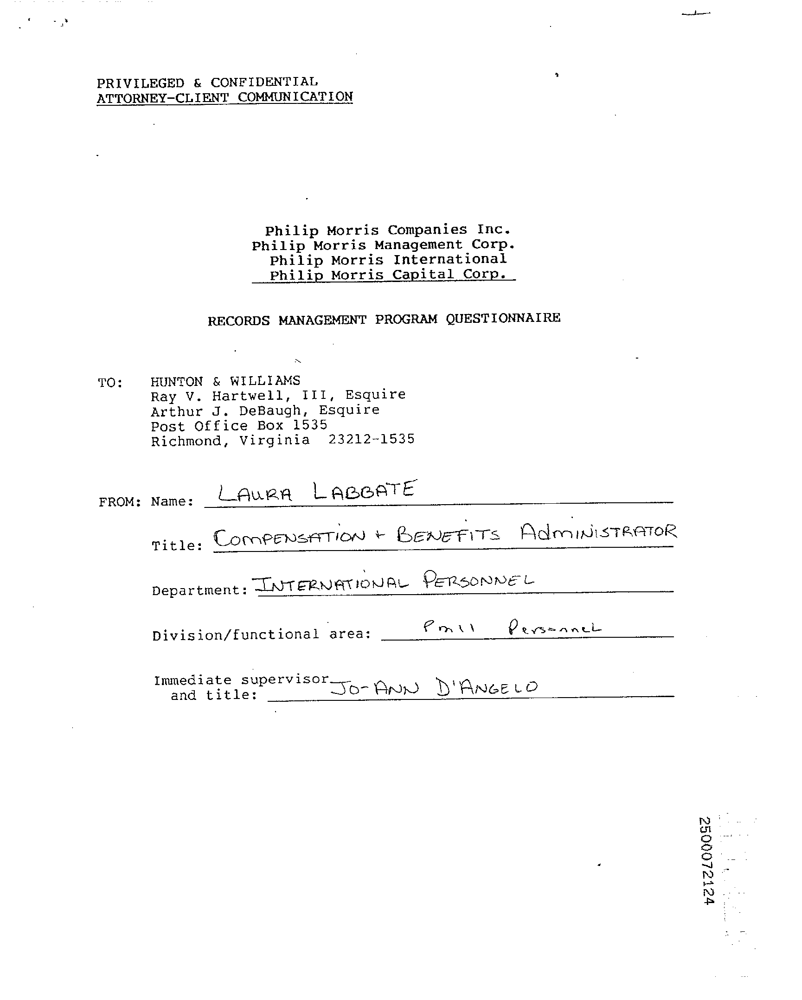 PRIVILEGED & CONFIDENTIAL
ATTORNEY-CLIENT COMMUNICATION
Philip Morris Companies Inc.
Philip Morris Management Corp.
Philip Morris International
Philip Morris Capital Corp.
RECORDS MANAGEMENT PROGRAM QUESTIONNAIRE
TO: HUNTON & WILLIAMS
Ray V. Hartwell, III, Esquire
Arthur J. DeBaugh, Esquire
Post Office Box 1535
Richmond, Virginia 23212-1535
FROM: Name: LAURA LABBATE
Title: COMPENSATION + BENEFITS AdMINISTRATOR
Department: INTERNATIONAL PERSONNEL
Division/functional area: Personnel
Immediate supervisor
and title: JO-ANN D'ANGELO
2500072124